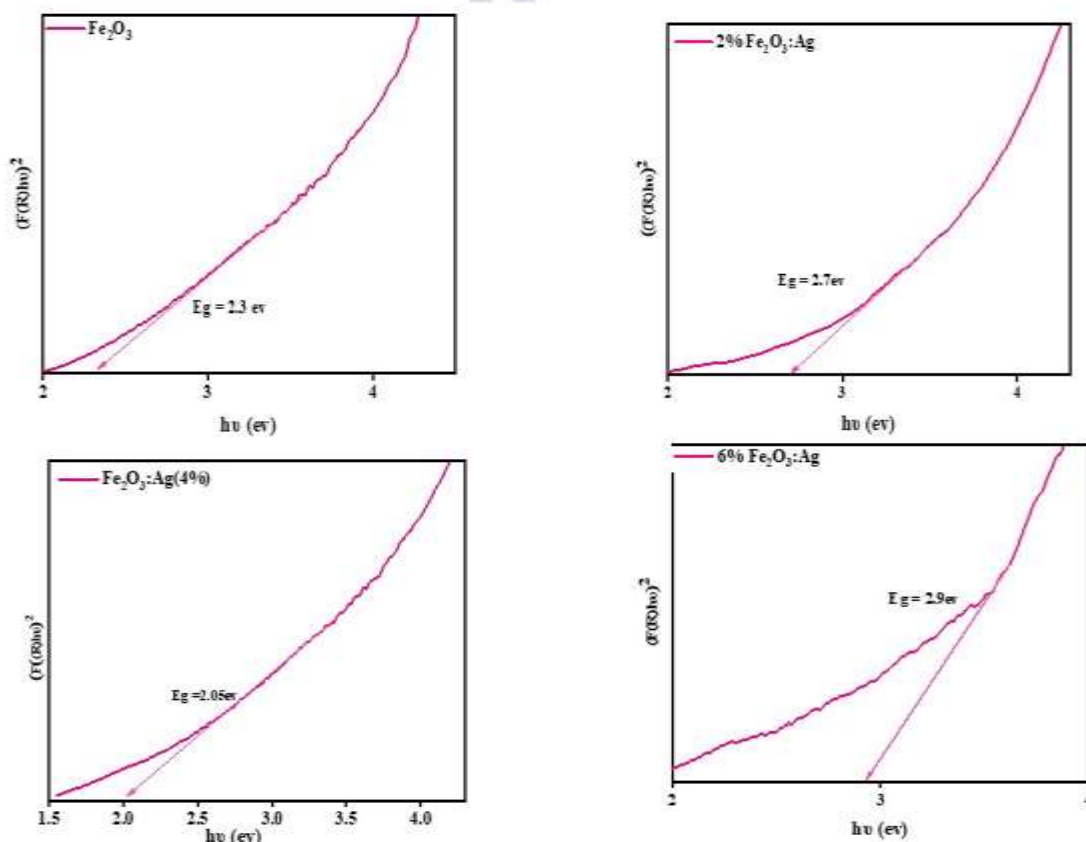 Fe₂O₃
(F(R)hυ)²
Eg = 2.3 ev
2
3
4
hυ (ev)
2% Fe₂O₃:Ag
((F(R)hυ)²
Eg = 2.7ev
2
3
4
hυ (ev)
Fe₂O₃:Ag(4%)
(F((R)hυ)²
Eg =2.05ev
1.5 2.0 2.5 3.0 3.5 4.0
hυ (ev)
6% Fe₂O₃:Ag
(F(R)hυ)²
Eg = 2.9ev
2
3
4
hυ (ev)